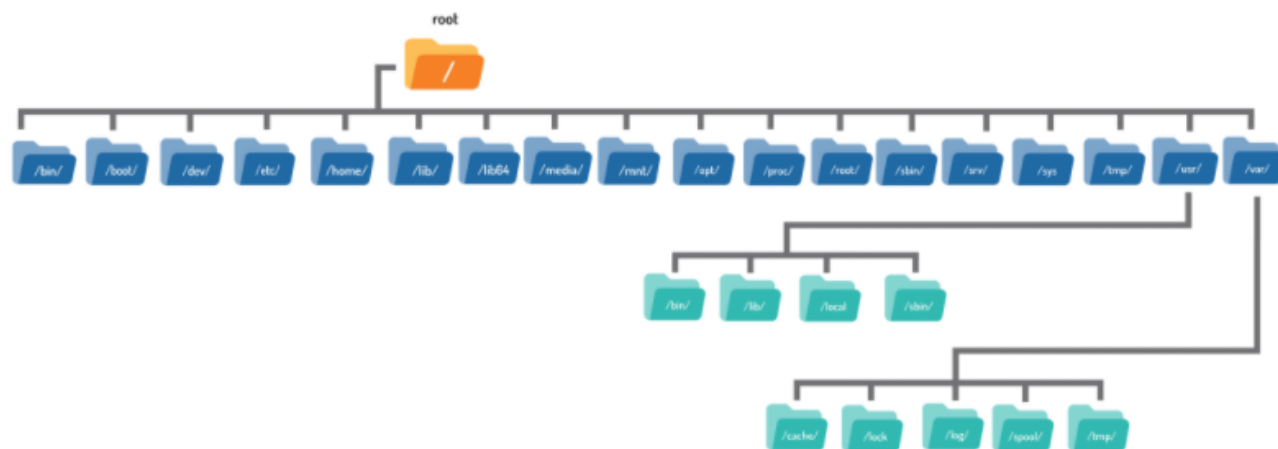 root
/
/bin/ /boot/ /dev/ /etc/ /home/ /lib/ /lib64 /media/ /mnt/ /opt/ /proc/ /root/ /sbin/ /srv/ /sys /tmp/ /usr/ /var/
/bin/ /lib/ /local /sbin/
/cache/ /lock /log/ /spool/ /tmp/